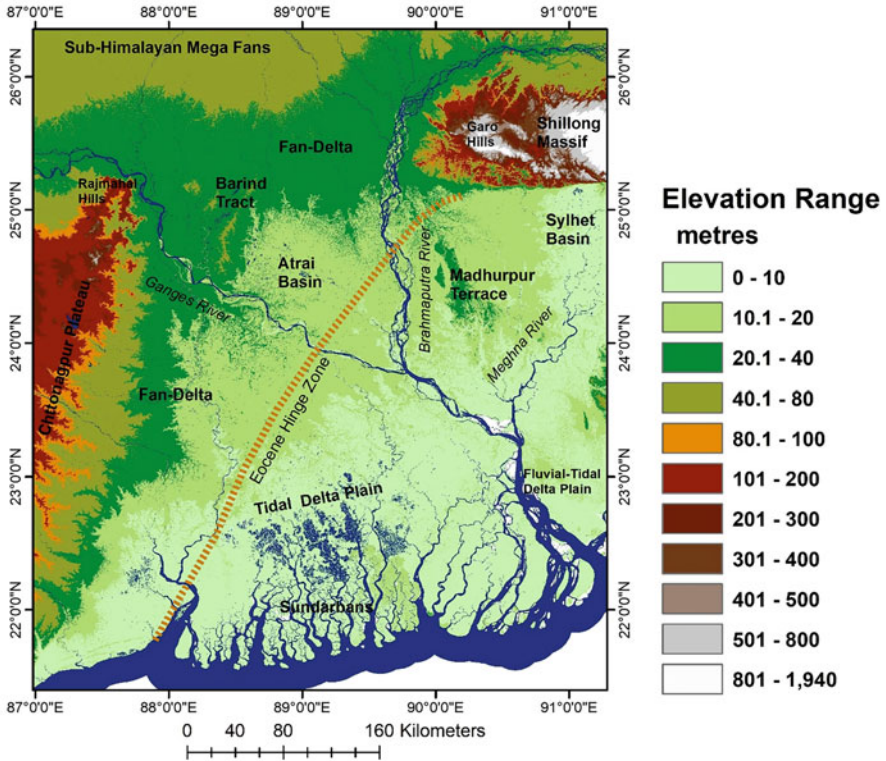 87°0'0"E 88°0'0"E 89°0'0"E 90°0'0"E 91°0'0"E
Sub-Himalayan Mega Fans
26°0'0"N 26°0'0"N
Garo
Hills
Shillong
Massif
Fan-Delta
Rajmahal
Hills
Barind
Tract
25°0'0"N 25°0'0"N
Sylhet
Basin
Atrai
Basin
Madhurpur
Terrace
Ganges River
Brahmaputra River
Meghna River
24°0'0"N 24°0'0"N
Chttonagpur Plateau
Fan-Delta
Eocene Hinge Zone
23°0'0"N 23°0'0"N
Tidal Delta Plain
Fluvial-Tidal
Delta Plain
22°0'0"N 22°0'0"N
Sundarbans
87°0'0"E 88°0'0"E 89°0'0"E 90°0'0"E 91°0'0"E
0 40 80 160 Kilometers
Elevation Range
metres
0 - 10
10.1 - 20
20.1 - 40
40.1 - 80
80.1 - 100
101 - 200
201 - 300
301 - 400
401 - 500
501 - 800
801 - 1,940